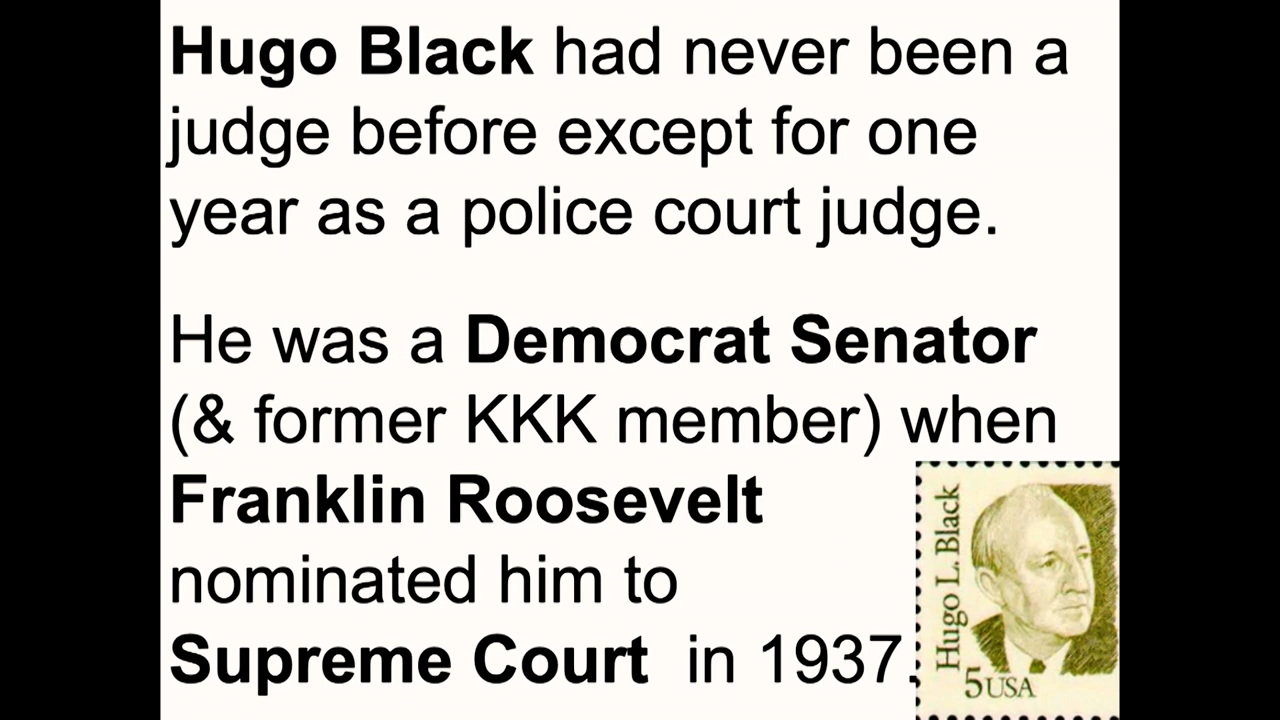 Hugo Black had never been a
judge before except for one
year as a police court judge.
He was a Democrat Senator
(& former KKK member) when
Franklin Roosevelt
nominated him to
Supreme Court in 1937.
Hugo L. Black
5USA